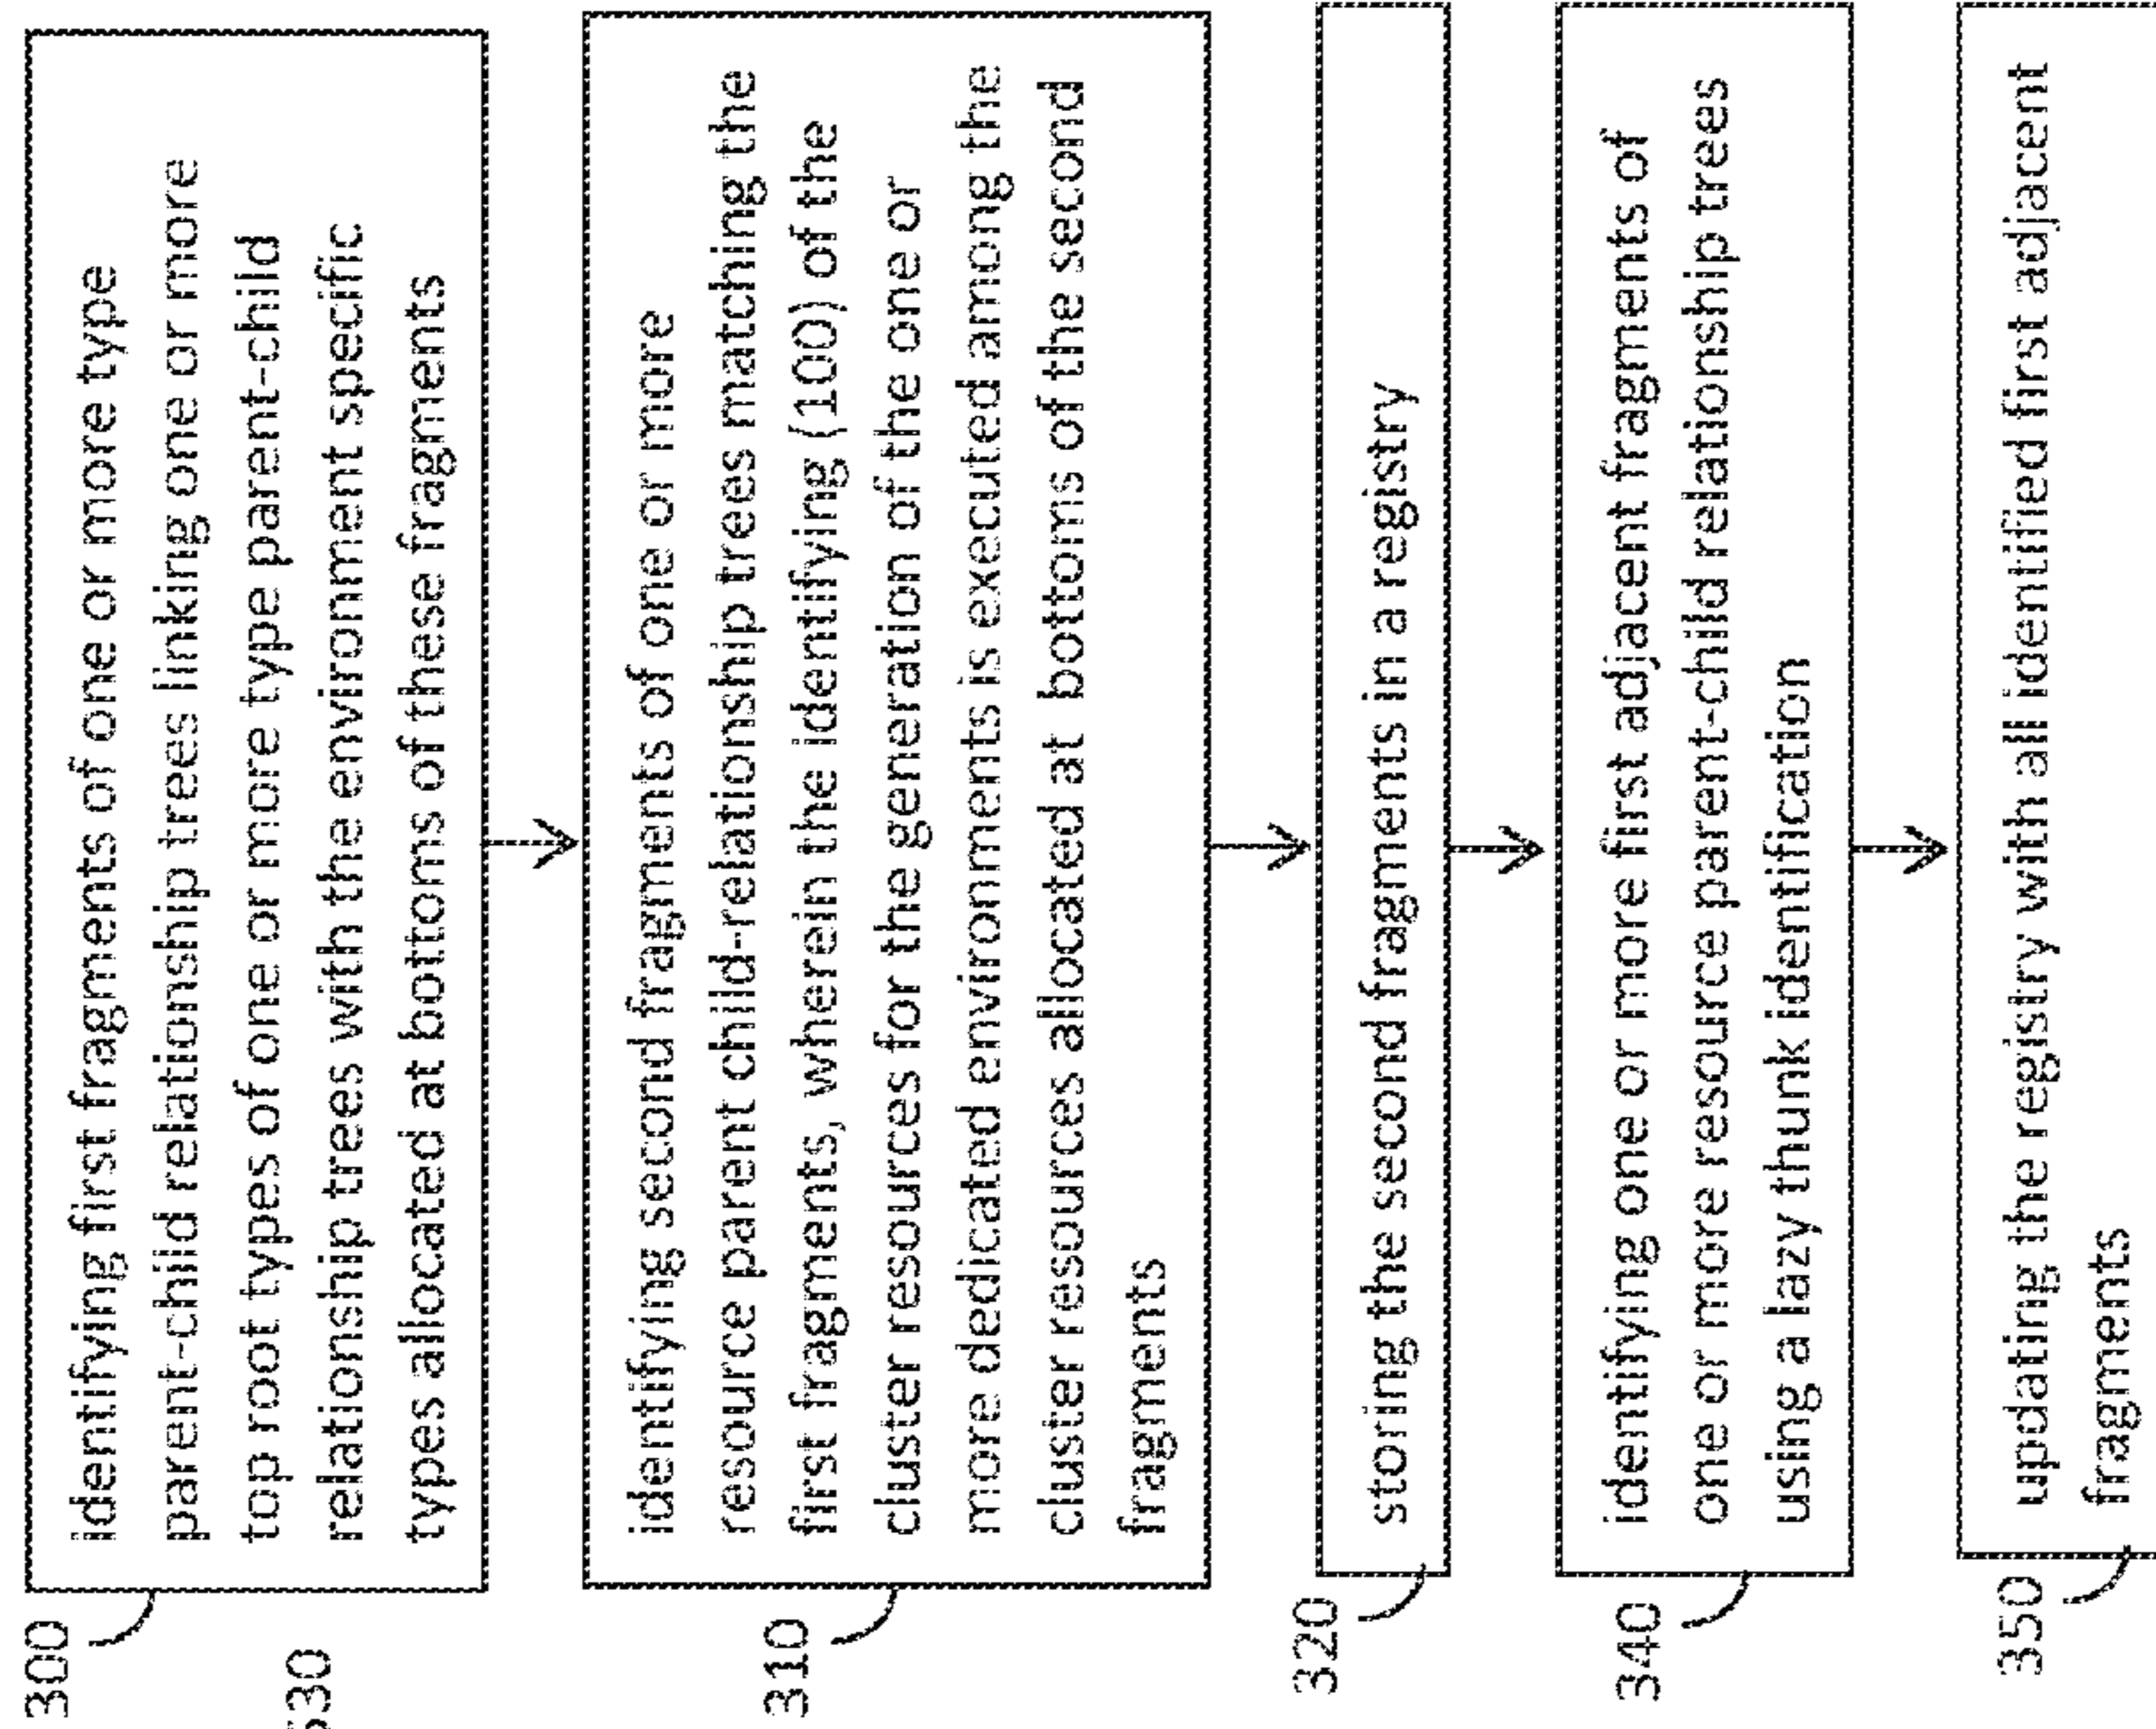 300
identifying first fragments of one or more type
parent-child relationship trees linking one or more
top root types of one or more type parent-child
relationship trees with the environment specific
types allocated at bottoms of these fragments
310
identifying second fragments of one or more
resource parent child-relationship trees matching the
first fragments, wherein the identifying (100) of the
cluster resources for the generation of the one or
more dedicated environments is executed among the
cluster resources allocated at bottoms of the second
fragments
320
storing the second fragments in a registry
340
identifying one or more first adjacent fragments of
one or more resource parent-child relationship trees
using a lazy thunk identification
350
updating the registry with all identified first adjacent
fragments